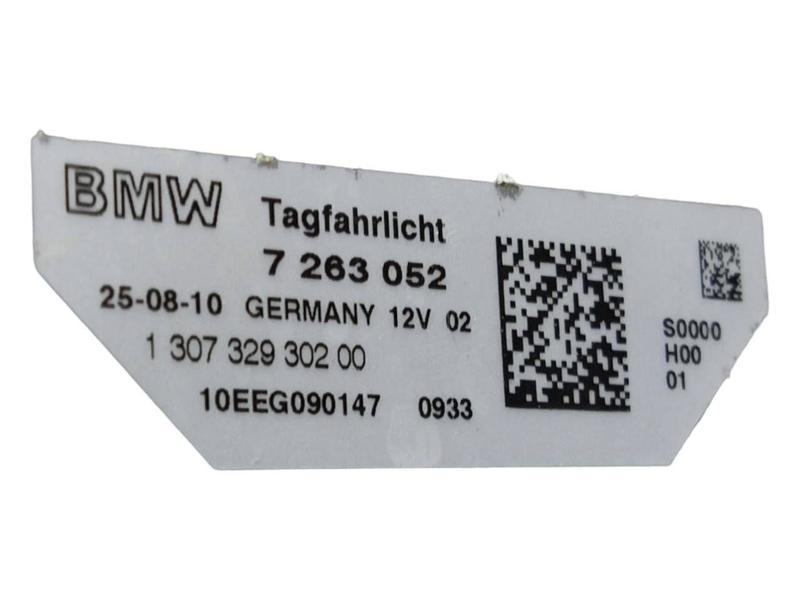 BMW Tagfahrlicht
7 263 052
25-08-10 GERMANY 12V 02
1 307 329 302 00
10EEG090147 0933
S0000
H00
01